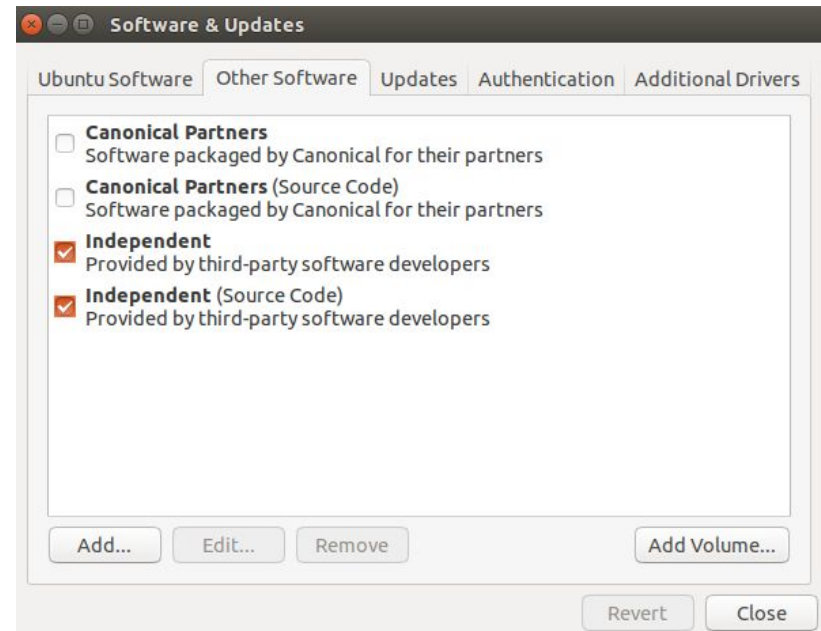 Software & Updates
Ubuntu Software Other Software Updates Authentication Additional Drivers
Canonical Partners
Software packaged by Canonical for their partners
Canonical Partners (Source Code)
Software packaged by Canonical for their partners
Independent
Provided by third-party software developers
Independent (Source Code)
Provided by third-party software developers
Add... Edit... Remove Add Volume...
Revert Close